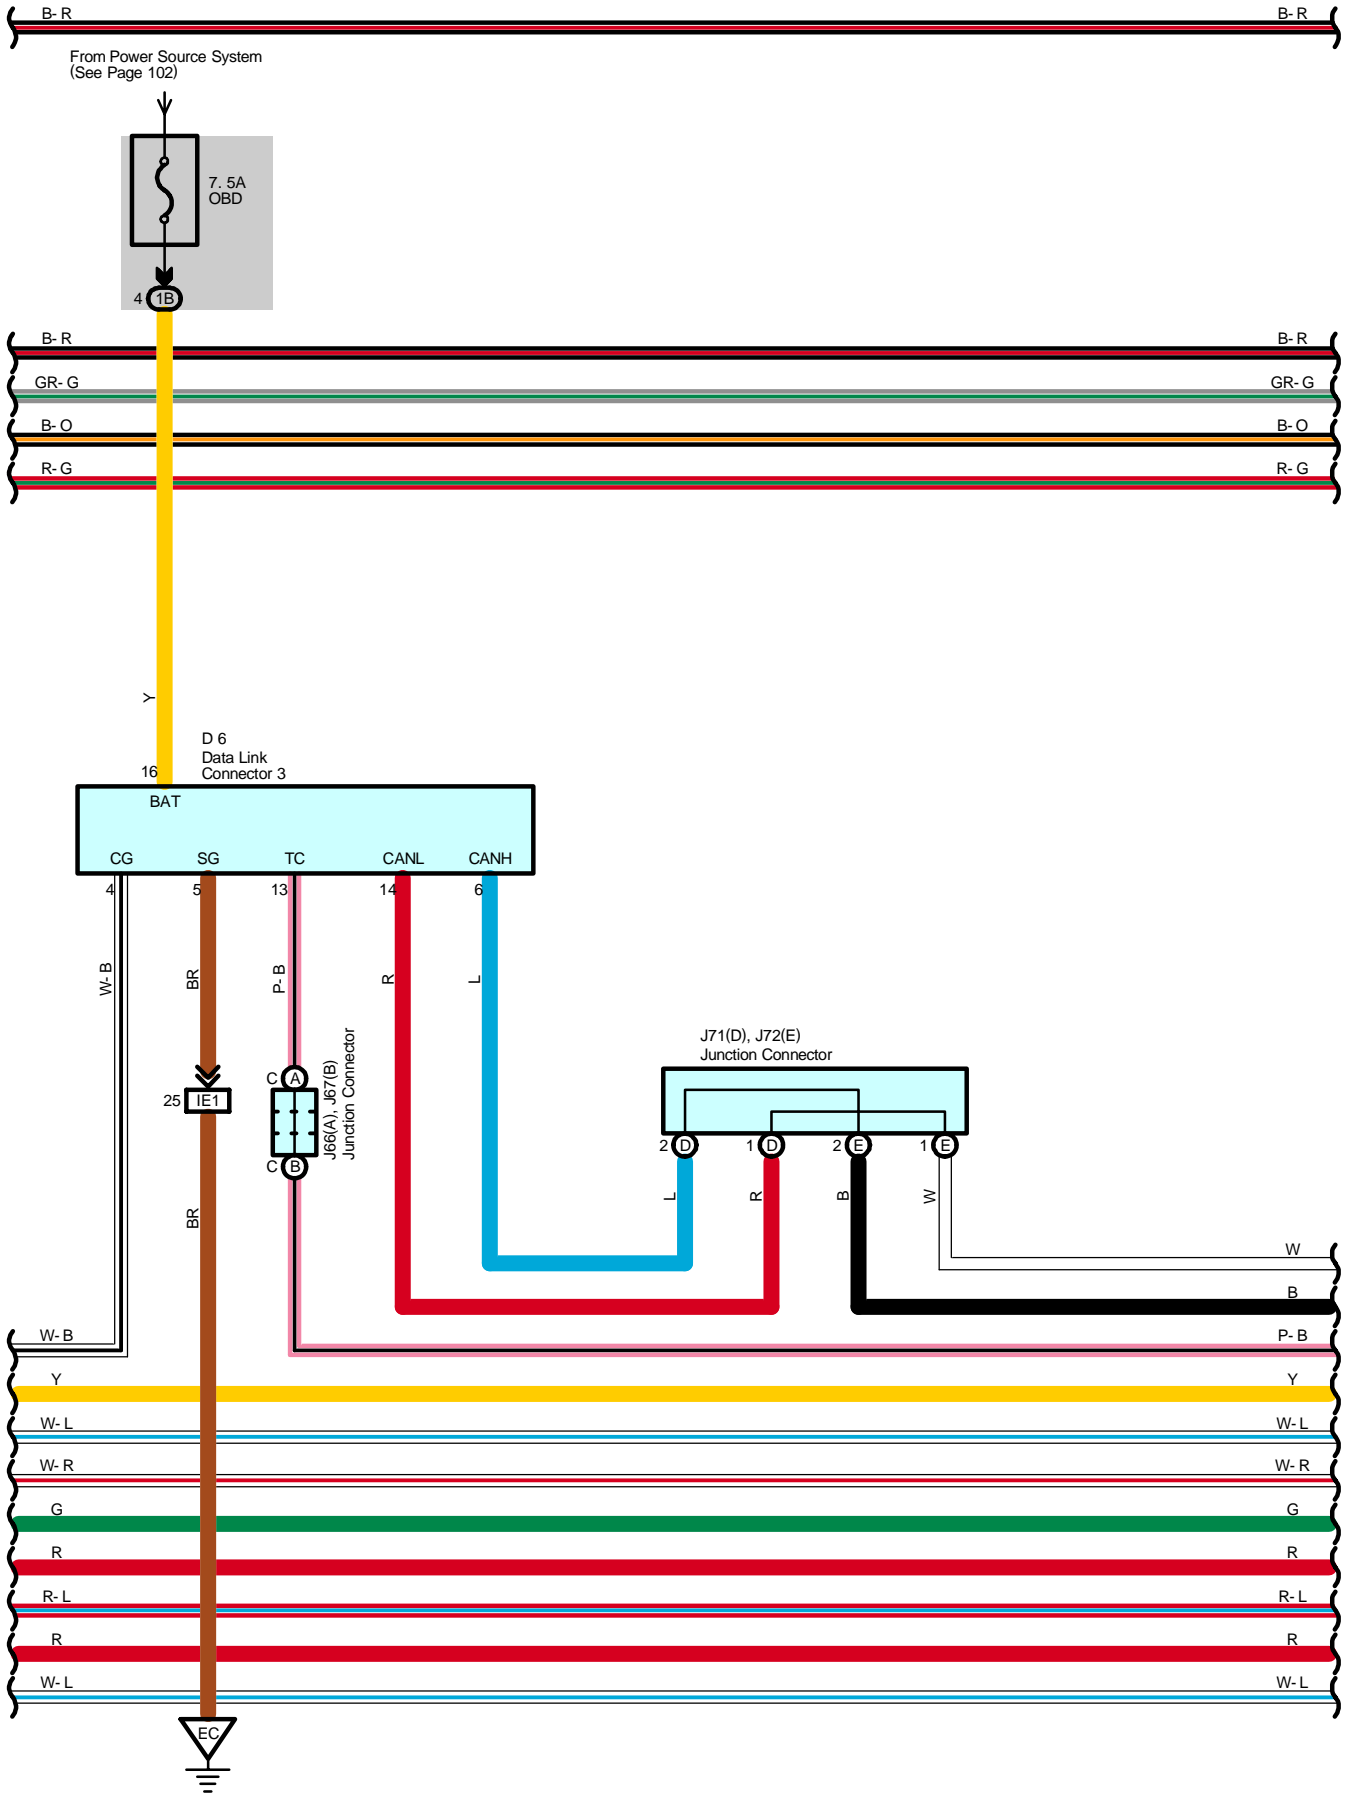 B-R B-R
From Power Source System
(See Page 102)
7. 5A
OBD
4 1B
B-R B-R
GR-G GR-G
B-O B-O
R-G R-G
Y
D 6
Data Link
Connector 3
16
BAT
CG SG TC CANL CANH
4 5 13 14 6
W-B BR P-B R L
J71(D), J72(E)
Junction Connector
C A
J66(A), J67(B)
Junction Connector
25 IE1
C B
2 D 1 D 2 E 1 E
BR
L R B W
W
B
W-B P-B
Y Y
W-L W-L
W-R W-R
G G
R R
R-L R-L
R R
W-L W-L
EC